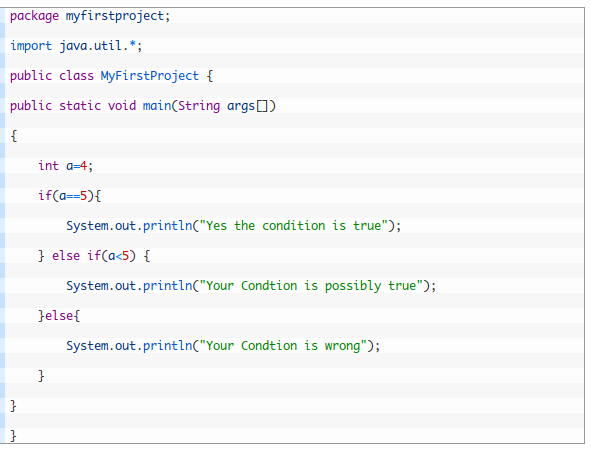 package myfirstproject;
import java.util.*;
public class MyFirstProject {
public static void main(String args[])
{
int a=4;
if(a==5){
System.out.println("Yes the condition is true");
} else if(a<5) {
System.out.println("Your Condtion is possibly true");
}else{
System.out.println("Your Condtion is wrong");
}
}
}